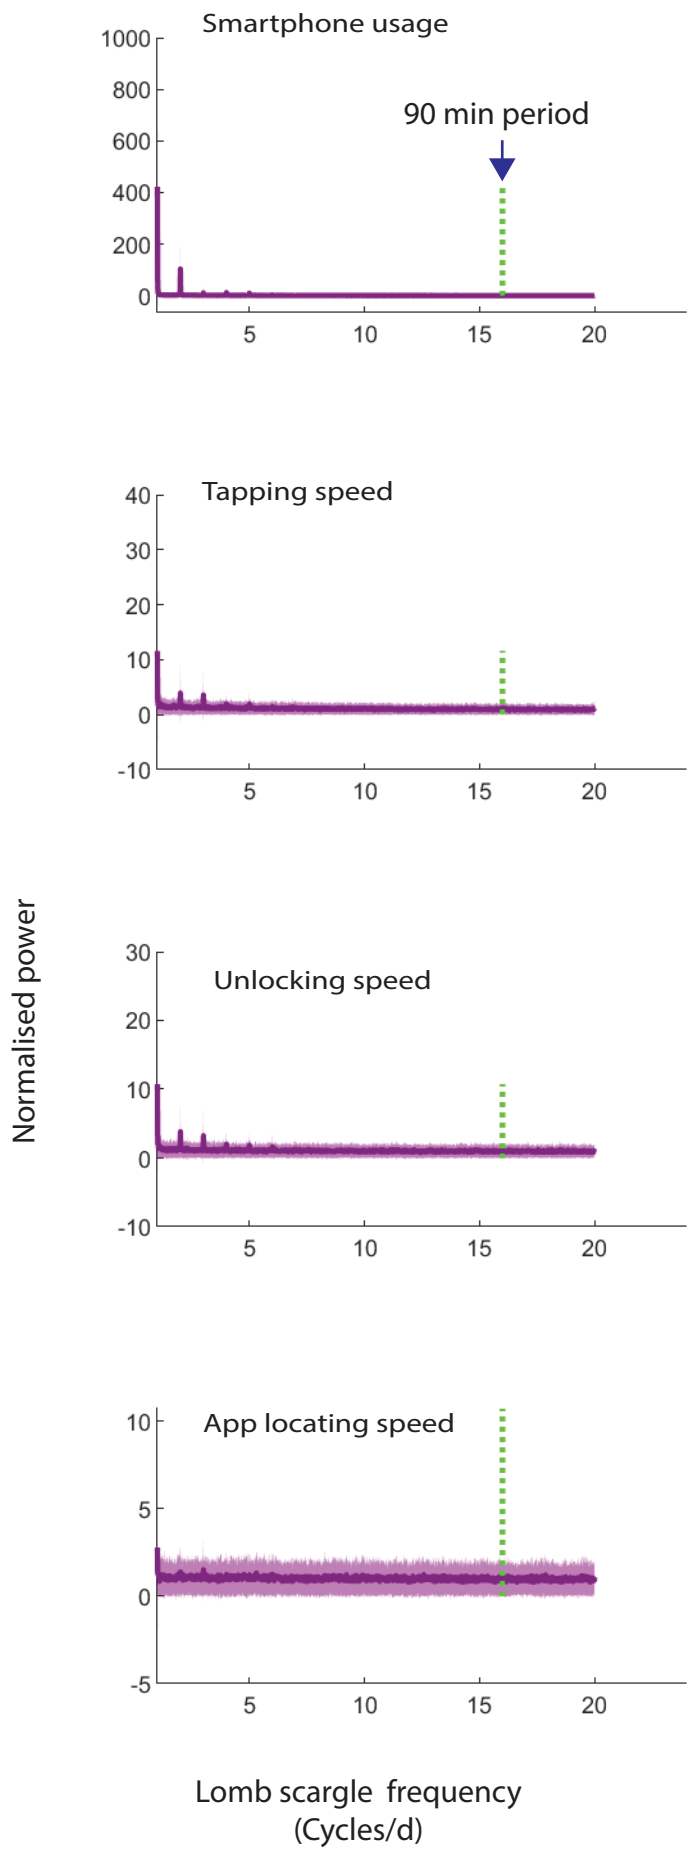 Smartphone usage
1000
800
600
400
200
0
90 min period
5 10 15 20
Tapping speed
40
30
20
10
0
-10
5 10 15 20
Normalised power
Unlocking speed
30
20
10
0
-10
5 10 15 20
App locating speed
10
5
0
-5
5 10 15 20
Lomb scargle frequency
(Cycles/d)